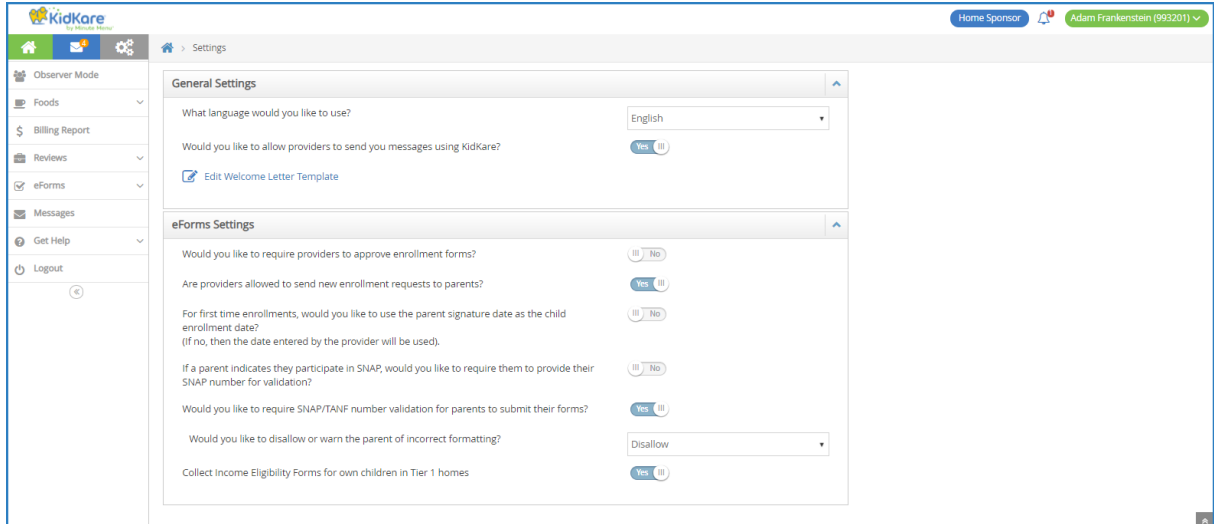 KidKare
by Minute Menu
Home Sponsor
Adam Frankenstein (993201)
Settings
Observer Mode
Foods
Billing Report
Reviews
eForms
Messages
Get Help
Logout
General Settings
What language would you like to use?
English
Would you like to allow providers to send you messages using KidKare?
Yes
Edit Welcome Letter Template
eForms Settings
Would you like to require providers to approve enrollment forms?
No
Are providers allowed to send new enrollment requests to parents?
Yes
For first time enrollments, would you like to use the parent signature date as the child
enrollment date?
(If no, then the date entered by the provider will be used).
No
If a parent indicates they participate in SNAP, would you like to require them to provide their
SNAP number for validation?
No
Would you like to require SNAP/TANF number validation for parents to submit their forms?
Yes
Would you like to disallow or warn the parent of incorrect formatting?
Disallow
Collect Income Eligibility Forms for own children in Tier 1 homes
Yes